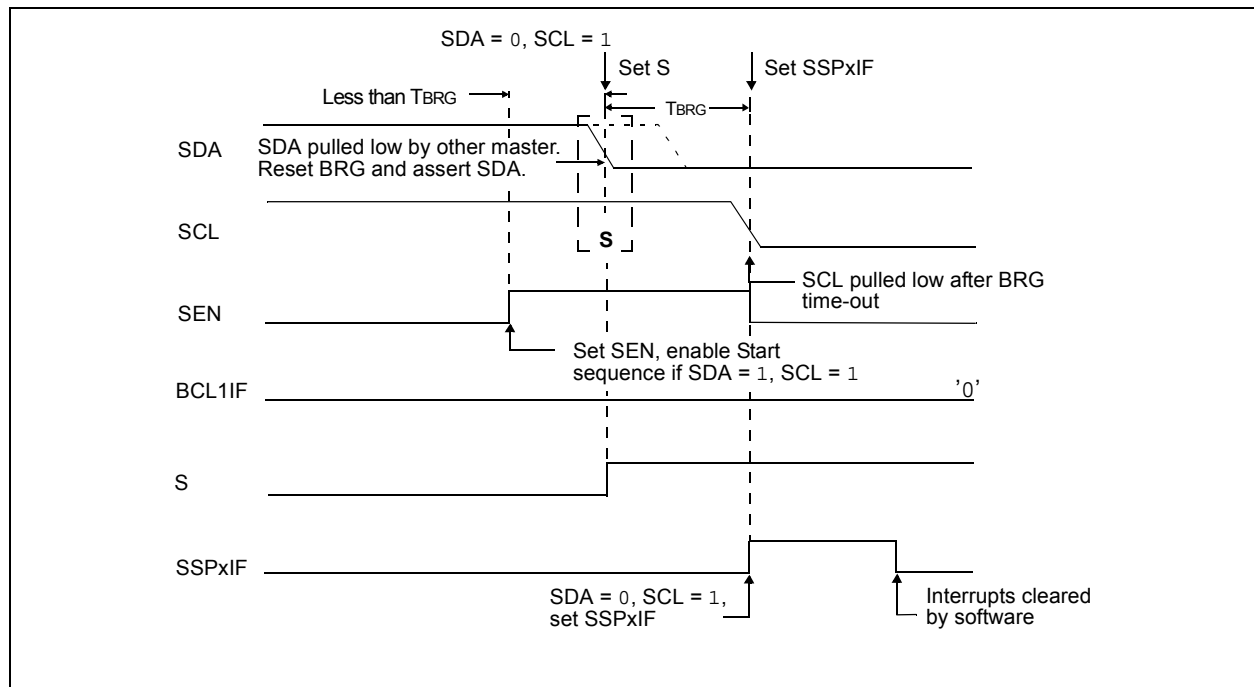 SDA = 0, SCL = 1
Set S
Set SSPxIF
Less than TBRG
TBRG
SDA
SDA pulled low by other master.
Reset BRG and assert SDA.
SCL
S
SCL pulled low after BRG
time-out
SEN
Set SEN, enable Start
sequence if SDA = 1, SCL = 1
BCL1IF
'0'
S
SSPxIF
SDA = 0, SCL = 1,
set SSPxIF
Interrupts cleared
by software